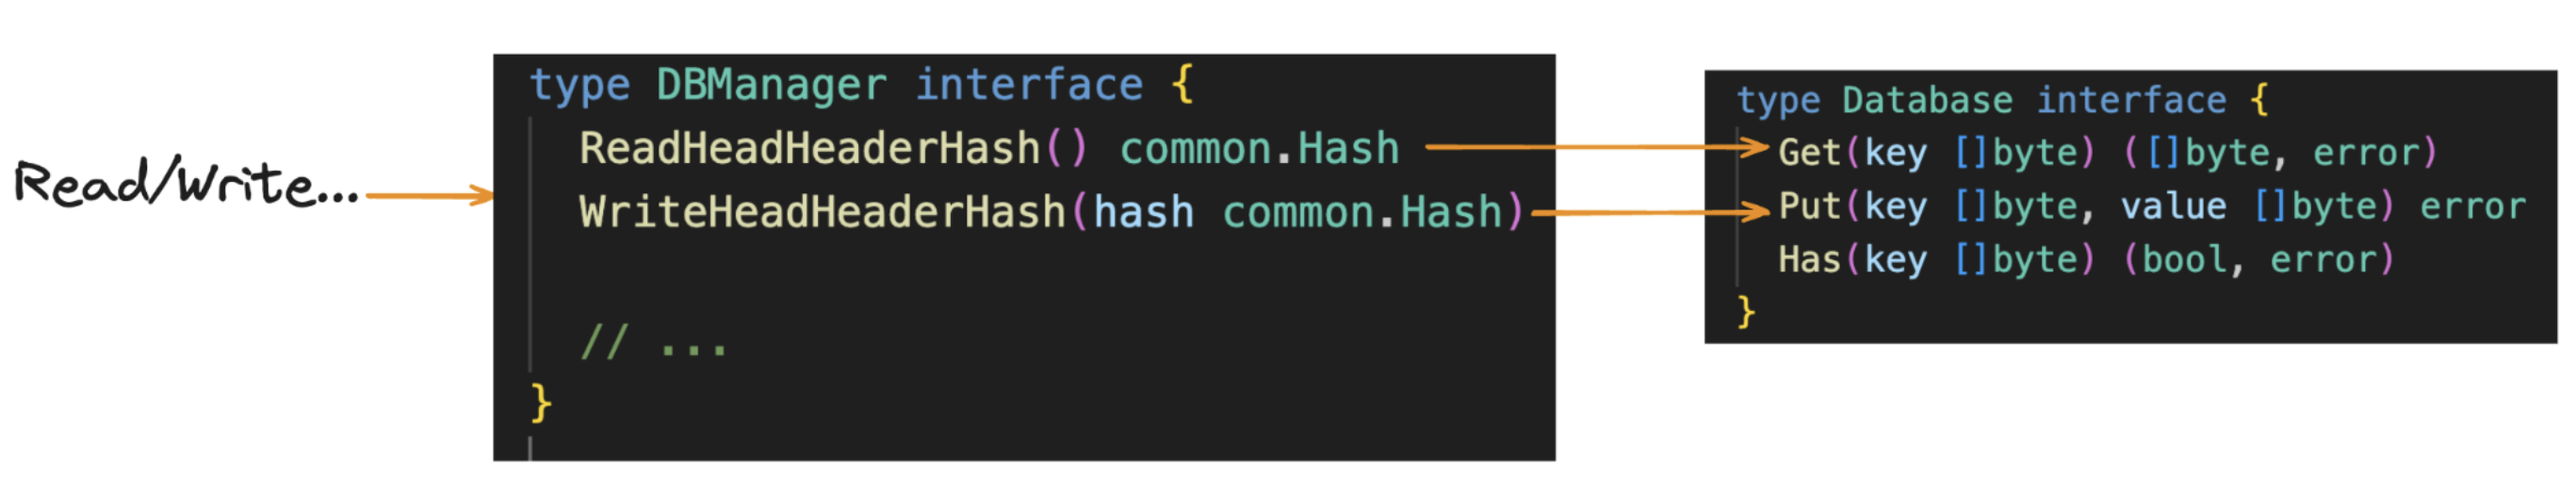 Read/Write...
type DBManager interface {
ReadHeadHeaderHash() common.Hash
WriteHeadHeaderHash(hash common.Hash)
// ...
}
type Database interface {
Get(key []byte) ([]byte, error)
Put(key []byte, value []byte) error
Has(key []byte) (bool, error)
}